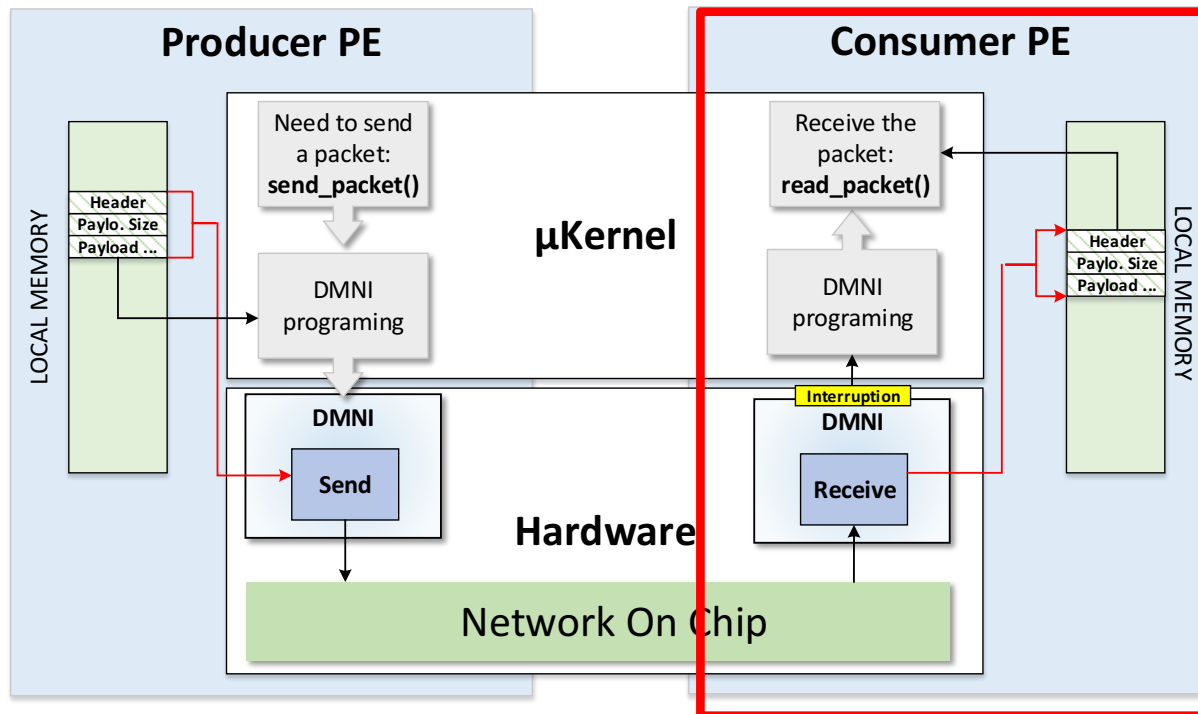 Producer PE
Consumer PE
Need to send
a packet:
send_packet()
Receive the
packet:
read_packet()
LOCAL MEMORY
Header
Paylo. Size
Payload ...
µKernel
Header
Paylo. Size
Payload ...
LOCAL MEMORY
DMNI
programing
DMNI
programing
Interruption
DMNI
DMNI
Send
Receive
Hardware
Network On Chip